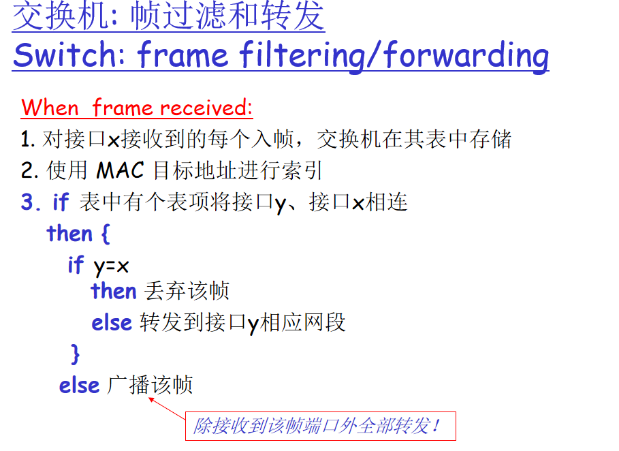 交换机: 帧过滤和转发
Switch: frame filtering/forwarding
When frame received:
1. 对接口x接收到的每个入帧，交换机在其表中存储
2. 使用 MAC 目标地址进行索引
3. if 表中有个表项将接口y、接口x相连
then {
if y=x
then 丢弃该帧
else 转发到接口y相应网段
}
else 广播该帧
除接收到该帧端口外全部转发！